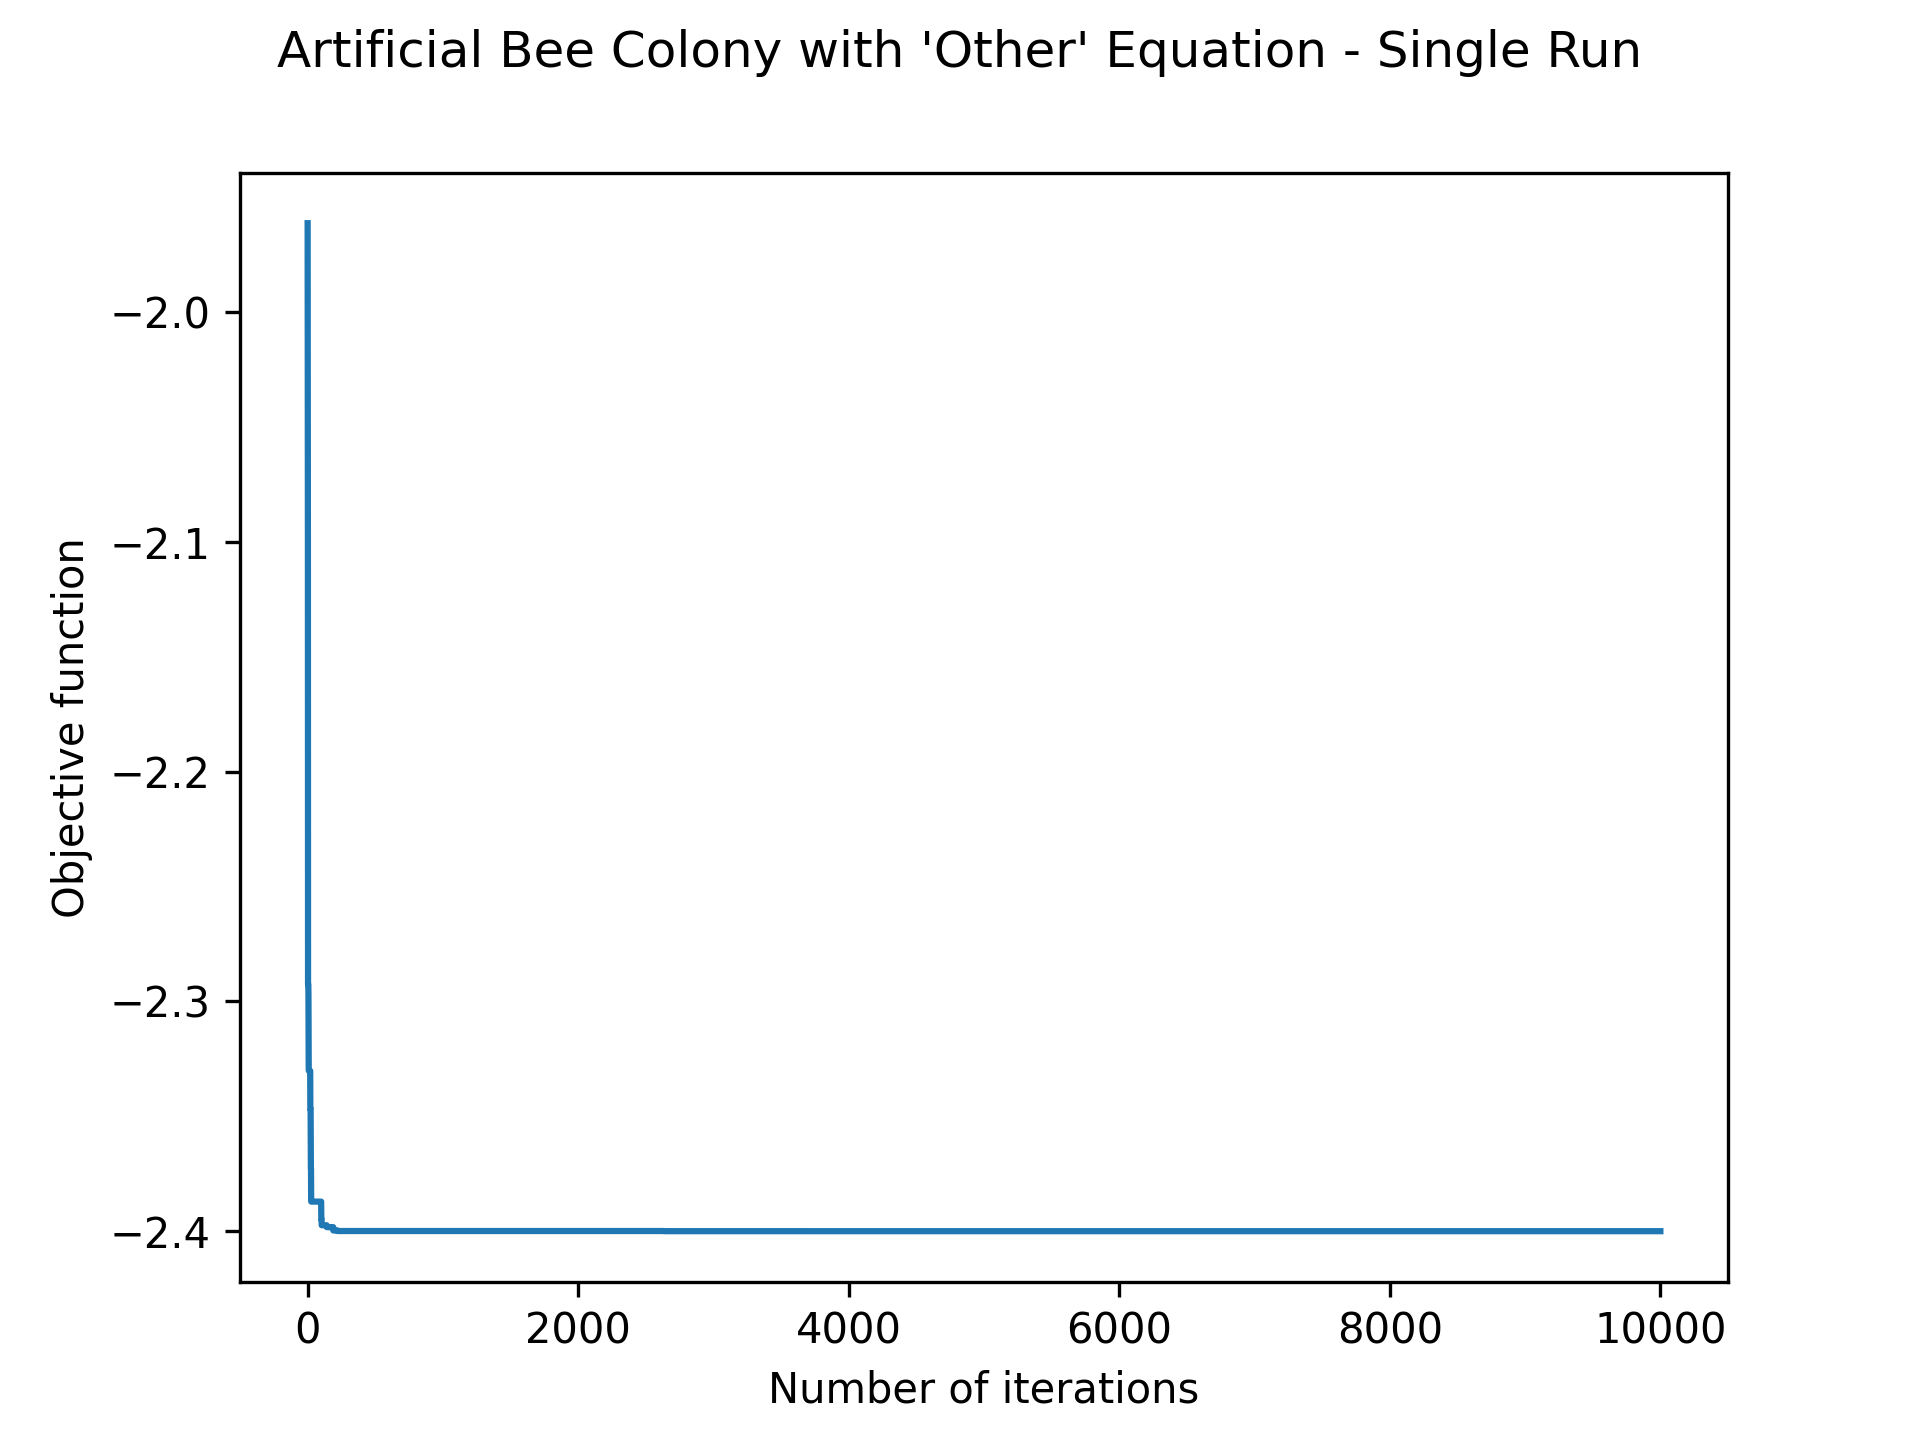 Artificial Bee Colony with 'Other' Equation - Single Run
−2.0
−2.1
−2.2
−2.3
−2.4
Objective function
0 2000 4000 6000 8000 10000
Number of iterations